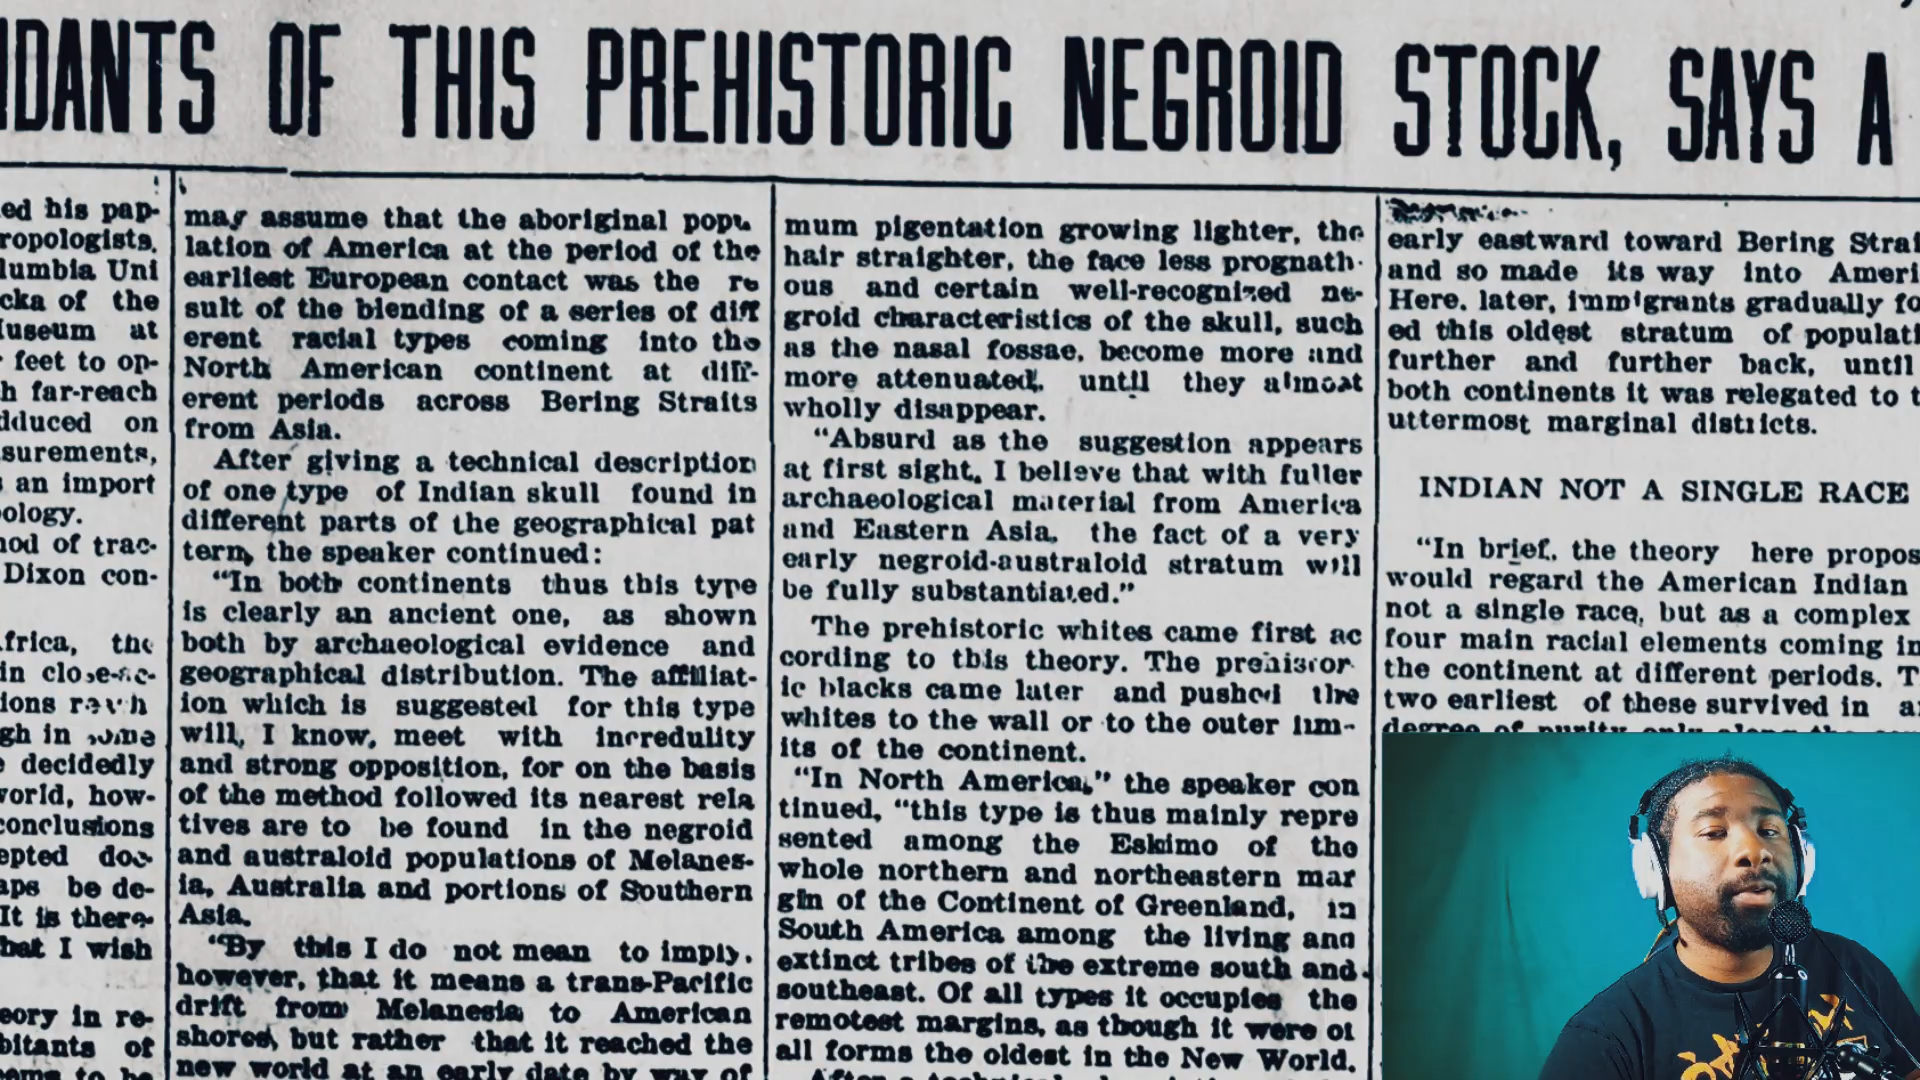 DANTS OF THIS PREHISTORIC NEGROID STOCK, SAYS A
ed his pap-
ropologists,
lumbia Uni
cka of the
Museum at
feet to op-
h far-reach
dduced on
surements,
an import
ology.
hod of trac-
Dixon con-
frica, the
in close-ac-
ions
gh in some
decidedly
world, how-
conclusions
epted doc-
aps be de-
It is there-
hat I wish
eory in re-
bitants of
eems to be
may assume that the aboriginal popu
lation of America at the period of the
earliest European contact was the re
sult of the blending of a series of diff
erent racial types coming into the
North American continent at diff-
erent periods across Bering Straits
from Asia.
After giving a technical description
of one type of Indian skull found in
different parts of the geographical pat
tern, the speaker continued:
"In both continents thus this type
is clearly an ancient one, as shown
both by archaeological evidence and
geographical distribution. The affiliat-
ion which is suggested for this type
will, I know, meet with incredulity
and strong opposition, for on the basis
of the method followed its nearest rela
tives are to be found in the negroid
and australoid populations of Melanes-
ia, Australia and portions of Southern
Asia.
"By this I do not mean to imply,
however, that it means a trans-Pacific
drift from Melanesia to American
shores, but rather that it reached the
new world at an early date by way of
mum pigentation growing lighter, the
hair straighter, the face less prognath-
ous and certain well-recognized ne-
groid characteristics of the skull, such
as the nasal fossae, become more and
more attenuated, until they almost
wholly disappear.
"Absurd as the suggestion appears
at first sight, I believe that with fuller
archaeological material from America
and Eastern Asia, the fact of a very
early negroid-australoid stratum will
be fully substantiated."
The prehistoric whites came first ac
cording to this theory. The prehistor-
ic blacks came later and pushed the
whites to the wall or to the outer lim-
its of the continent.
"In North America," the speaker con
tinued, "this type is thus mainly repre
sented among the Eskimo of the
whole northern and northeastern mar
gin of the Continent of Greenland, in
South America among the living and
extinct tribes of the extreme south and
southeast. Of all types it occupies the
remotest margins, as though it were of
all forms the oldest in the New World.
early eastward toward Bering Strai
and so made its way into Ameri
Here, later, immigrants gradually fo
ed this oldest stratum of populati
further and further back, until
both continents it was relegated to t
uttermost marginal districts.
INDIAN NOT A SINGLE RACE
"In brief, the theory here propos
would regard the American Indian
not a single race, but as a complex
four main racial elements coming in
the continent at different periods. T
two earliest of these survived in a
degree of purity only along the